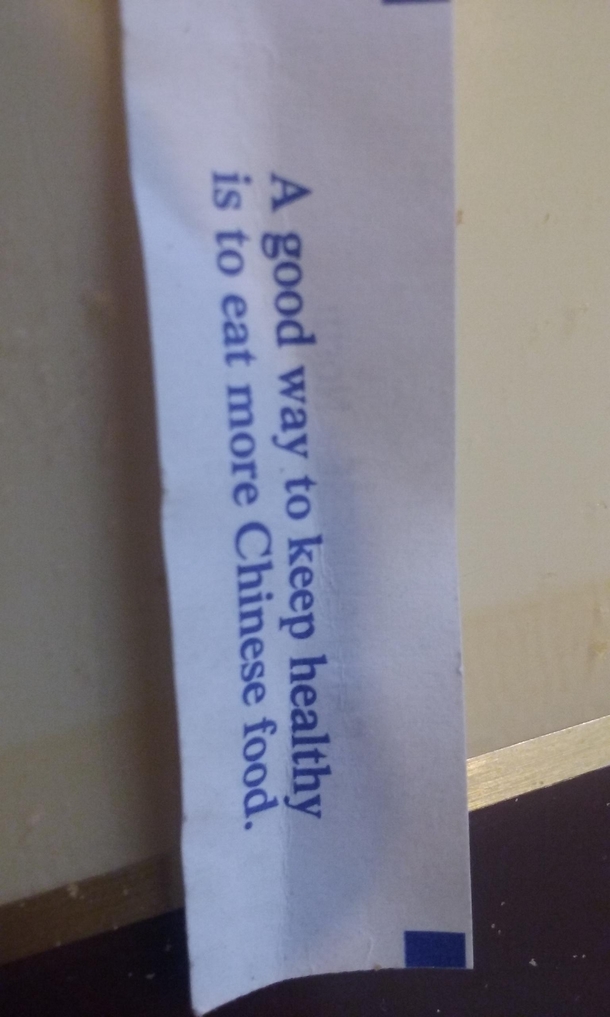 A good way to keep healthy
is to eat more Chinese food.